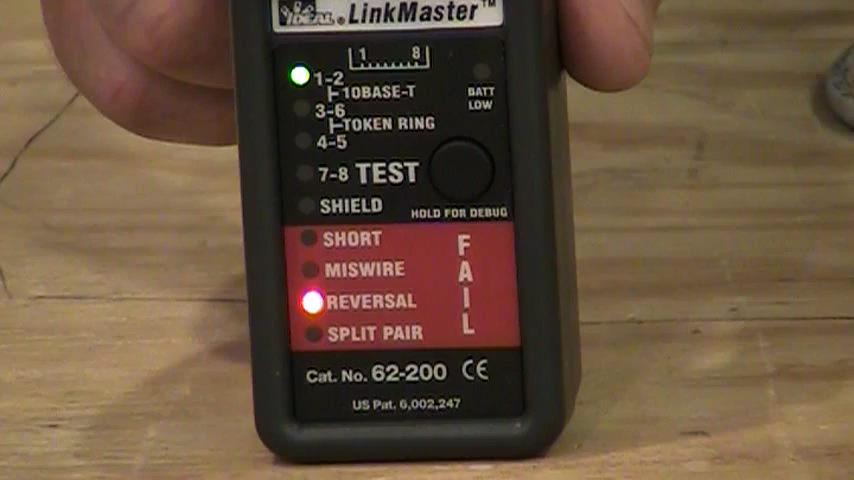 IDEAL® LinkMaster™
1 8
1-2
10BASE-T
BATT
LOW
3-6
TOKEN RING
4-5
7-8 TEST
SHIELD
HOLD FOR DEBUG
SHORT
MISWIRE
REVERSAL
SPLIT PAIR
FAIL
Cat. No. 62-200 CE
US Pat. 6,002,247